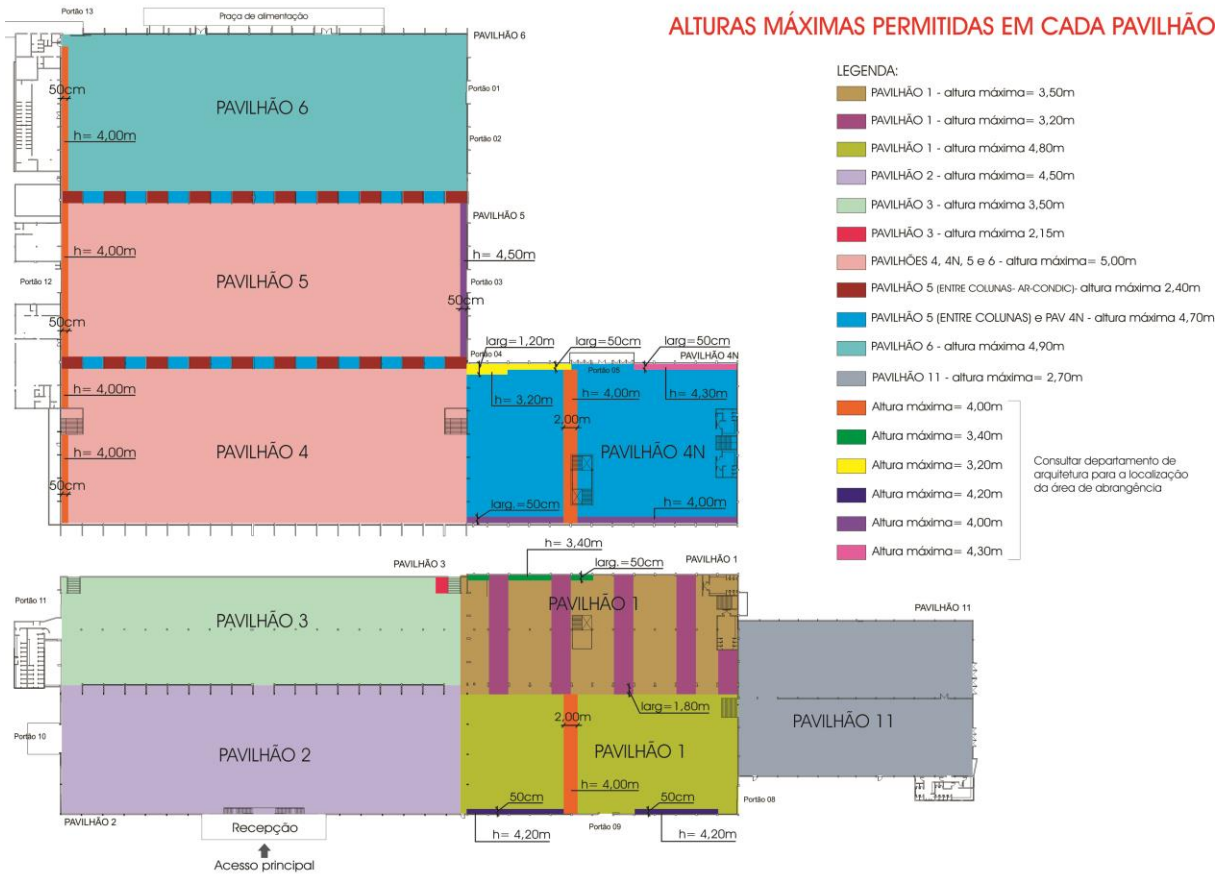 ALTURAS MÁXIMAS PERMITIDAS EM CADA PAVILHÃO
LEGENDA:
PAVILHÃO 1 - altura máxima= 3,50m
PAVILHÃO 1 - altura máxima= 3,20m
PAVILHÃO 1 - altura máxima 4,80m
PAVILHÃO 2 - altura máxima= 4,50m
PAVILHÃO 3 - altura máxima 3,50m
PAVILHÃO 3 - altura máxima 2,15m
PAVILHÕES 4, 4N, 5 e 6 - altura máxima= 5,00m
PAVILHÃO 5 (ENTRE COLUNAS- AR-CONDIC)- altura máxima 2,40m
PAVILHÃO 5 (ENTRE COLUNAS) e PAV 4N - altura máxima 4,70m
PAVILHÃO 6 - altura máxima 4,90m
PAVILHÃO 11 - altura máxima= 2,70m
Altura máxima= 4,00m
Altura máxima= 3,40m
Altura máxima= 3,20m
Altura máxima= 4,20m
Altura máxima= 4,00m
Altura máxima= 4,30m
Consultar departamento de
arquitetura para a localização
da área de abrangência
Portão 13
Praça de alimentação
PAVILHÃO 6
50cm
Portão 01
PAVILHÃO 6
h= 4,00m
Portão 02
PAVILHÃO 5
h= 4,00m
h= 4,50m
Portão 12
PAVILHÃO 5
Portão 03
50cm
50cm
Portão 04
larg=1,20m
larg=50cm
larg=50cm
PAVILHÃO 4N
Portão 05
h= 4,00m
h= 3,20m
h= 4,00m
h= 4,30m
2,00m
h= 4,00m
PAVILHÃO 4
PAVILHÃO 4N
50cm
larg.=50cm
h= 4,00m
h= 3,40m
PAVILHÃO 3
larg.=50cm
PAVILHÃO 1
Portão 11
PAVILHÃO 3
PAVILHÃO 1
PAVILHÃO 11
larg=1,80m
2,00m
PAVILHÃO 11
Portão 10
PAVILHÃO 2
PAVILHÃO 1
h= 4,00m
50cm
50cm
Portão 08
PAVILHÃO 2
Recepção
h= 4,20m
Portão 09
h= 4,20m
Acesso principal